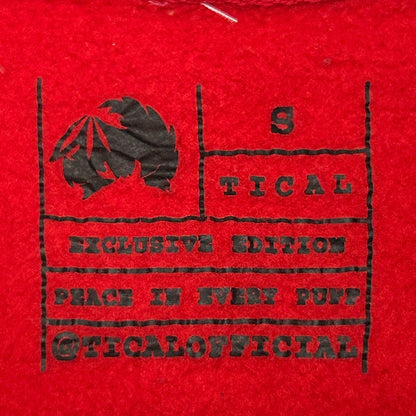 S
TICAL
EXCLUSIVE EDITION
PEACE IN EVERY PUFF
@TICALOFFICIAL